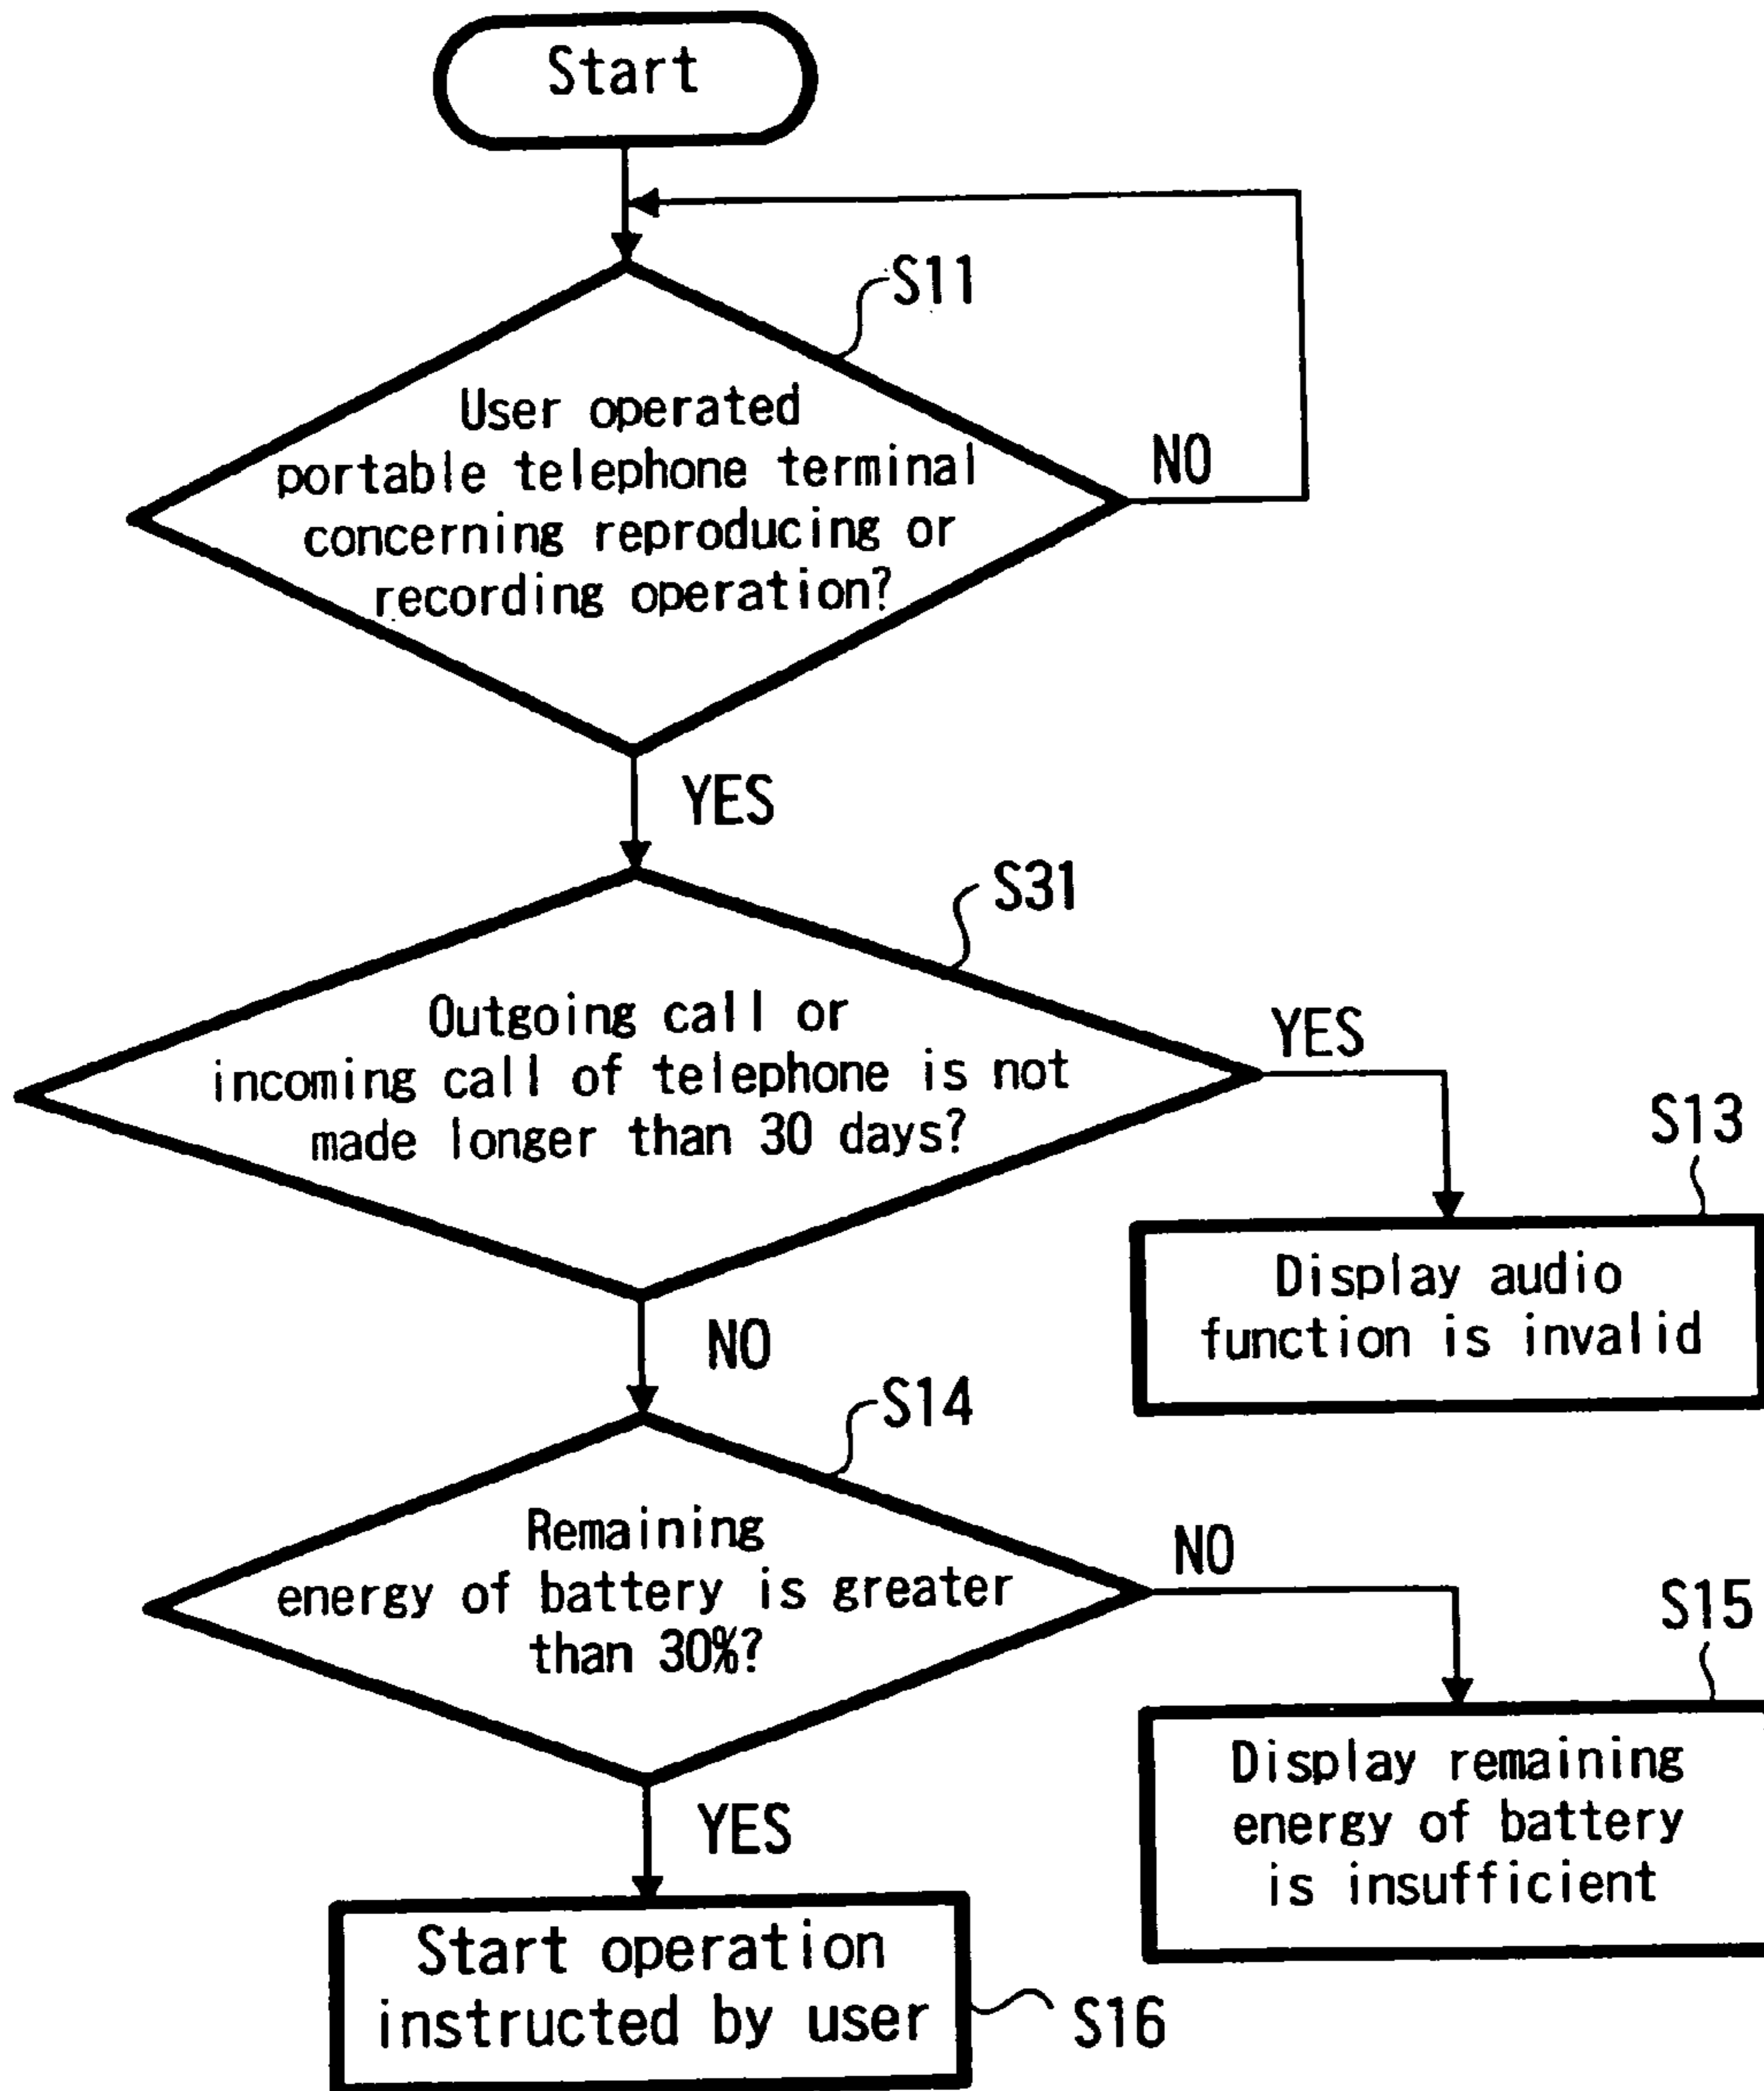 Start
S11
User operated
portable telephone terminal
concerning reproducing or
recording operation?
NO
YES
S31
Outgoing call or
incoming call of telephone is not
made longer than 30 days?
YES
S13
Display audio
function is invalid
NO
S14
Remaining
energy of battery is greater
than 30%?
NO
S15
Display remaining
energy of battery
is insufficient
YES
Start operation
instructed by user
S16